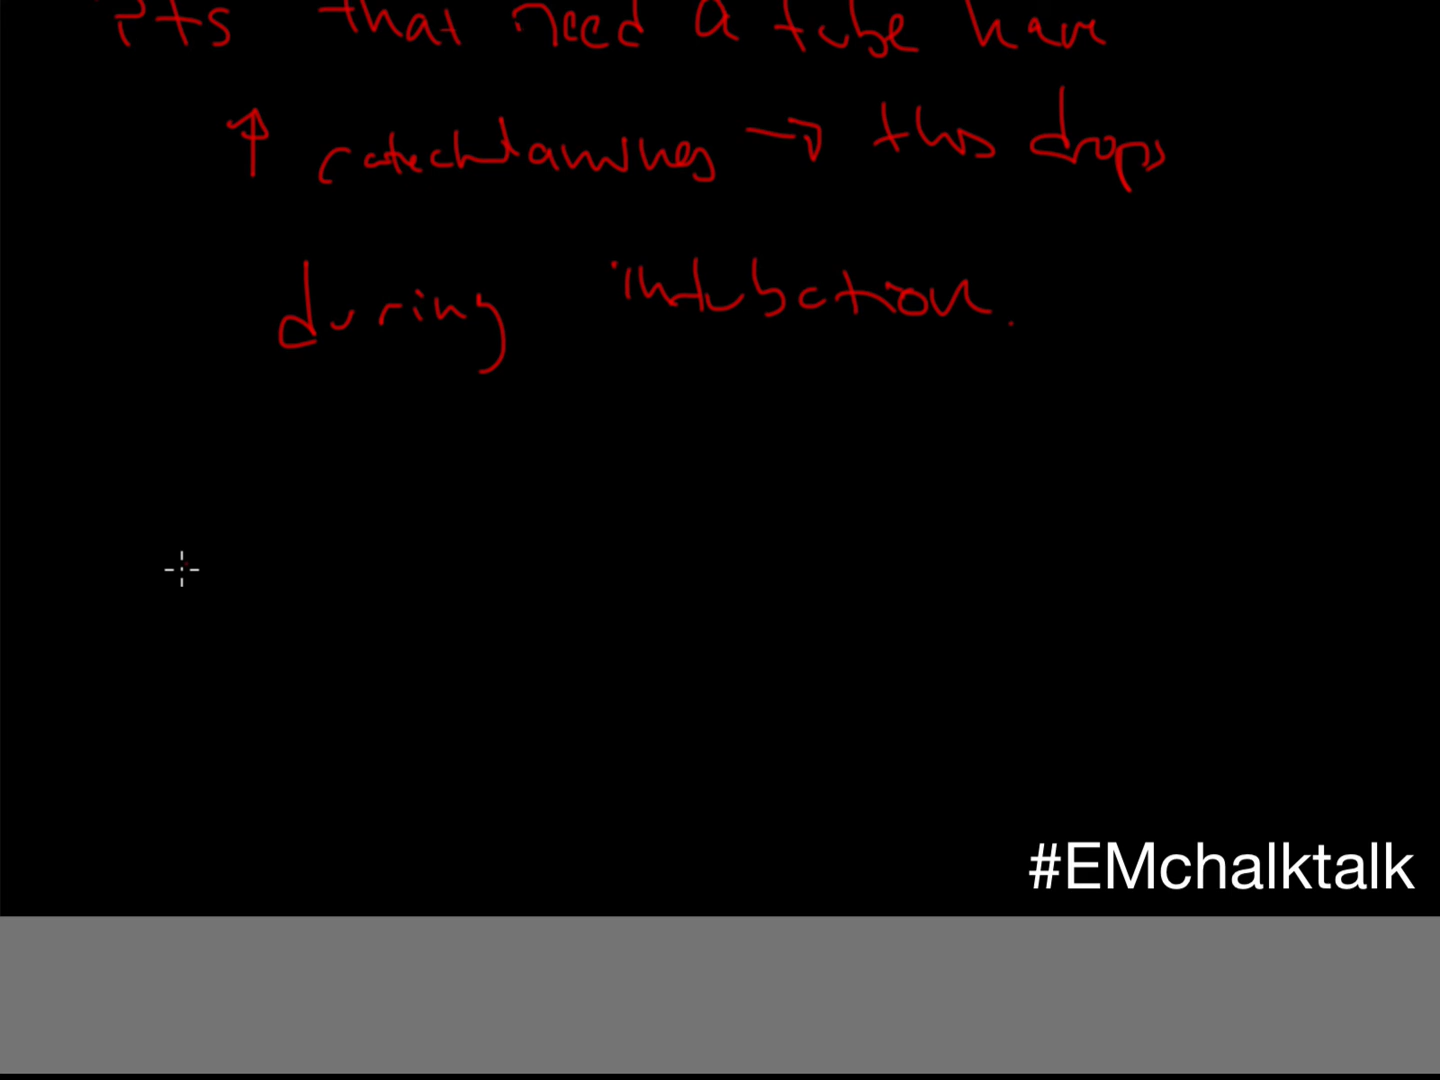 Pts that need a tube have
↑ catecholamines → this drops
during intubation.
#EMchalktalk